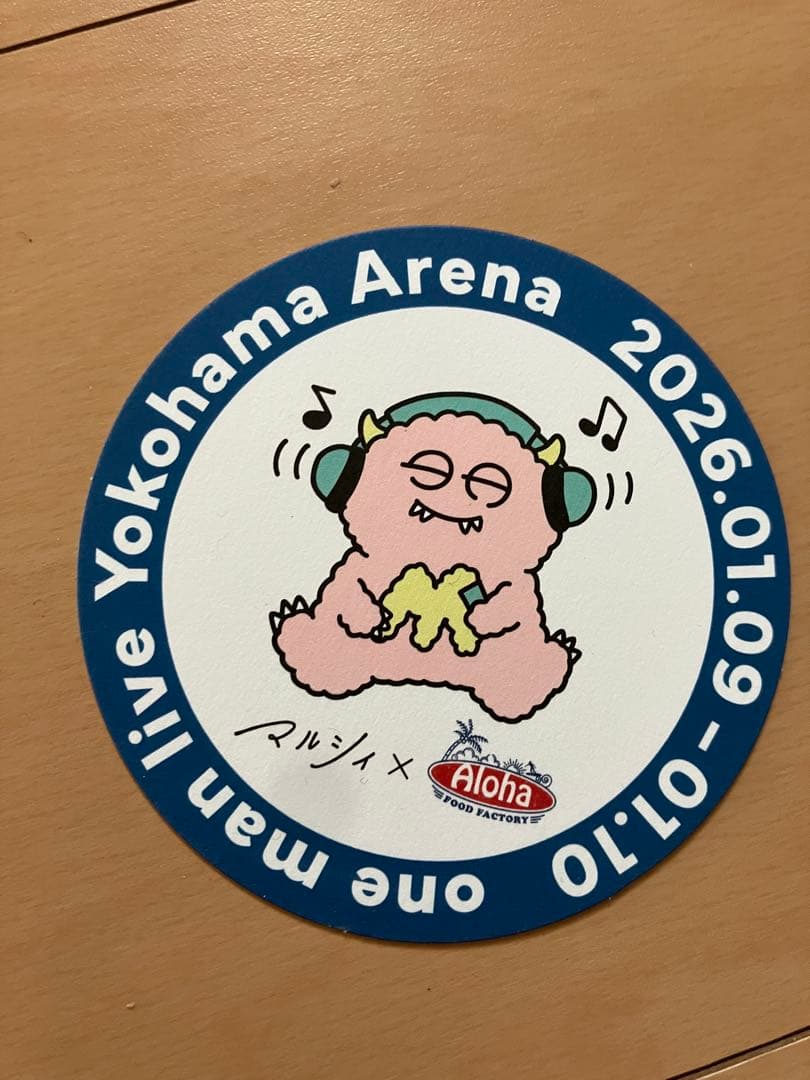 one man live Yokohama Arena 2026.01.09 – 01.10
マルシィ ×
Aloha
FOOD FACTORY